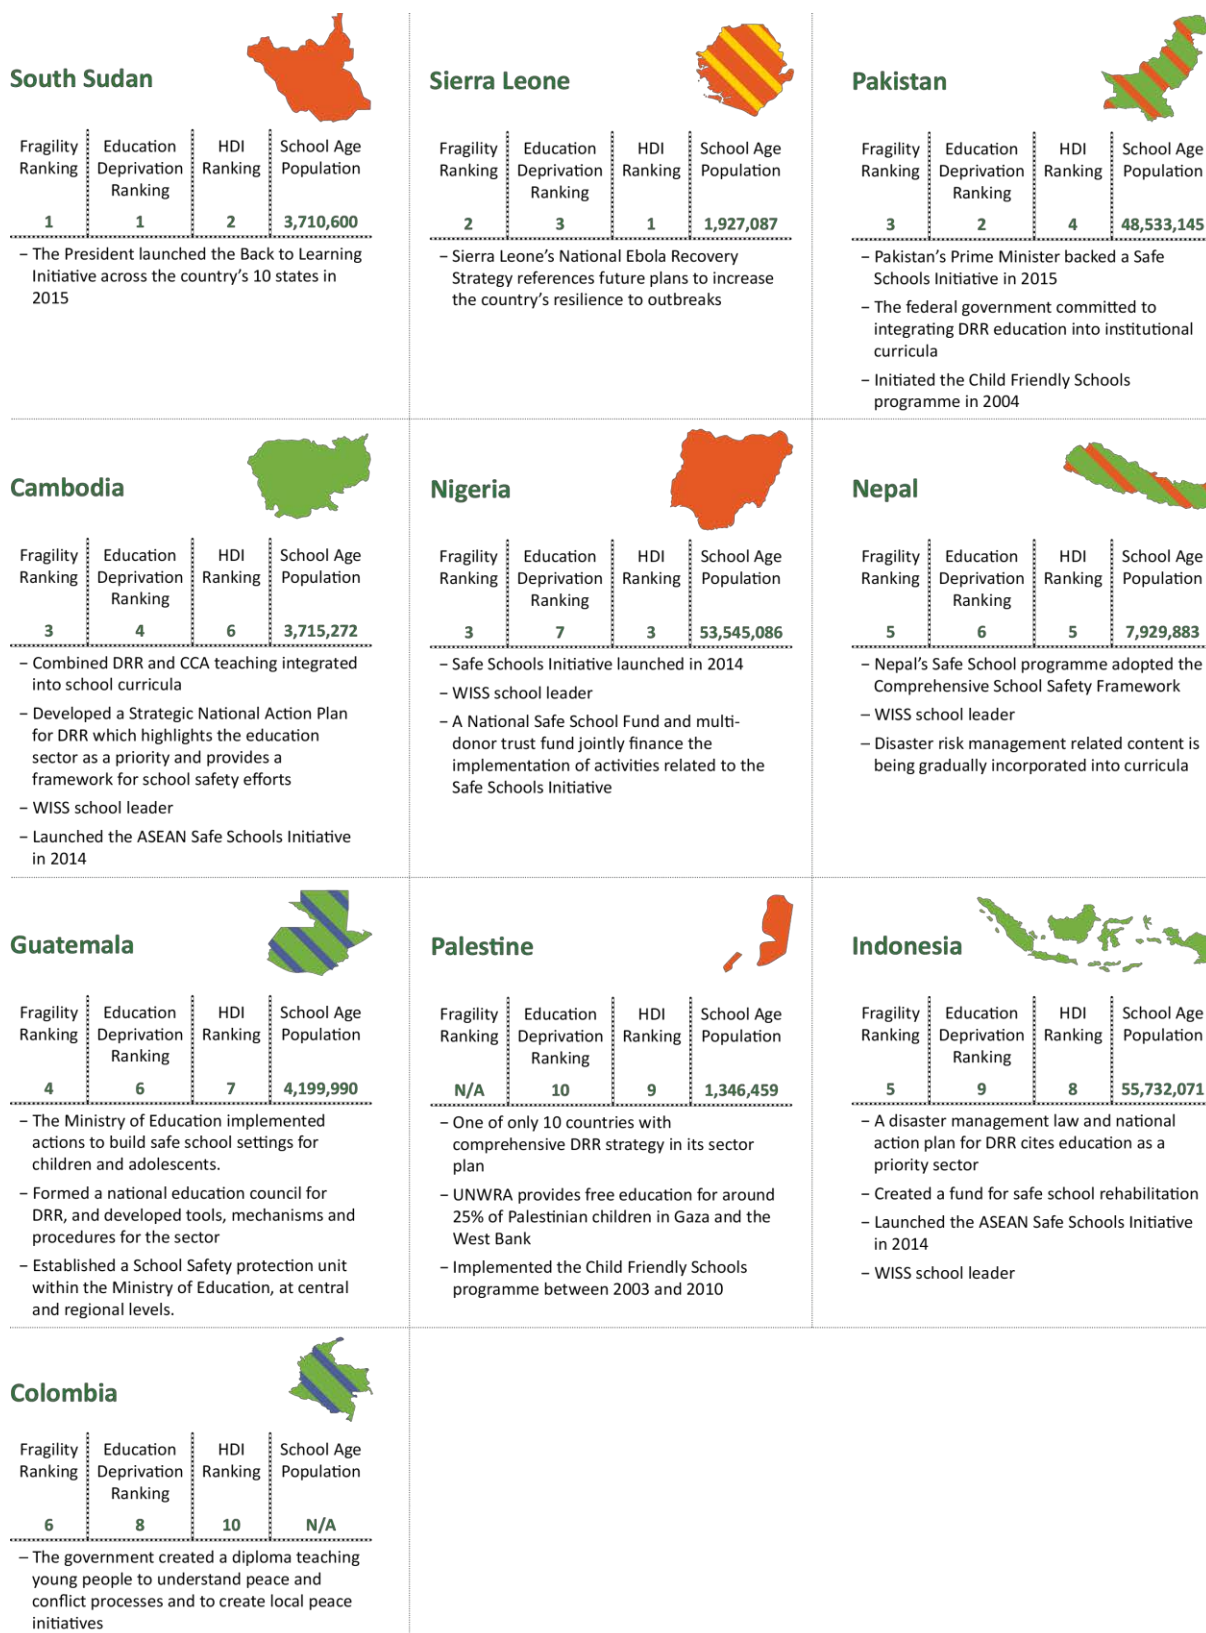 South Sudan
Fragility
Ranking
Education
Deprivation
Ranking
HDI
Ranking
School Age
Population
1
1
2
3,710,600
– The President launched the Back to Learning
Initiative across the country's 10 states in
2015
Sierra Leone
Fragility
Ranking
Education
Deprivation
Ranking
HDI
Ranking
School Age
Population
2
3
1
1,927,087
– Sierra Leone's National Ebola Recovery
Strategy references future plans to increase
the country's resilience to outbreaks
Pakistan
Fragility
Ranking
Education
Deprivation
Ranking
HDI
Ranking
School Age
Population
3
2
4
48,533,145
– Pakistan's Prime Minister backed a Safe
Schools Initiative in 2015
– The federal government committed to
integrating DRR education into institutional
curricula
– Initiated the Child Friendly Schools
programme in 2004
Cambodia
Fragility
Ranking
Education
Deprivation
Ranking
HDI
Ranking
School Age
Population
3
4
6
3,715,272
– Combined DRR and CCA teaching integrated
into school curricula
– Developed a Strategic National Action Plan
for DRR which highlights the education
sector as a priority and provides a
framework for school safety efforts
– WISS school leader
– Launched the ASEAN Safe Schools Initiative
in 2014
Nigeria
Fragility
Ranking
Education
Deprivation
Ranking
HDI
Ranking
School Age
Population
3
7
3
53,545,086
– Safe Schools Initiative launched in 2014
– WISS school leader
– A National Safe School Fund and multi-
donor trust fund jointly finance the
implementation of activities related to the
Safe Schools Initiative
Nepal
Fragility
Ranking
Education
Deprivation
Ranking
HDI
Ranking
School Age
Population
5
6
5
7,929,883
– Nepal's Safe School programme adopted the
Comprehensive School Safety Framework
– WISS school leader
– Disaster risk management related content is
being gradually incorporated into curricula
Guatemala
Fragility
Ranking
Education
Deprivation
Ranking
HDI
Ranking
School Age
Population
4
6
7
4,199,990
– The Ministry of Education implemented
actions to build safe school settings for
children and adolescents.
– Formed a national education council for
DRR, and developed tools, mechanisms and
procedures for the sector
– Established a School Safety protection unit
within the Ministry of Education, at central
and regional levels.
Palestine
Fragility
Ranking
Education
Deprivation
Ranking
HDI
Ranking
School Age
Population
N/A
10
9
1,346,459
– One of only 10 countries with
comprehensive DRR strategy in its sector
plan
– UNWRA provides free education for around
25% of Palestinian children in Gaza and the
West Bank
– Implemented the Child Friendly Schools
programme between 2003 and 2010
Indonesia
Fragility
Ranking
Education
Deprivation
Ranking
HDI
Ranking
School Age
Population
5
9
8
55,732,071
– A disaster management law and national
action plan for DRR cites education as a
priority sector
– Created a fund for safe school rehabilitation
– Launched the ASEAN Safe Schools Initiative
in 2014
– WISS school leader
Colombia
Fragility
Ranking
Education
Deprivation
Ranking
HDI
Ranking
School Age
Population
6
8
10
N/A
– The government created a diploma teaching
young people to understand peace and
conflict processes and to create local peace
initiatives